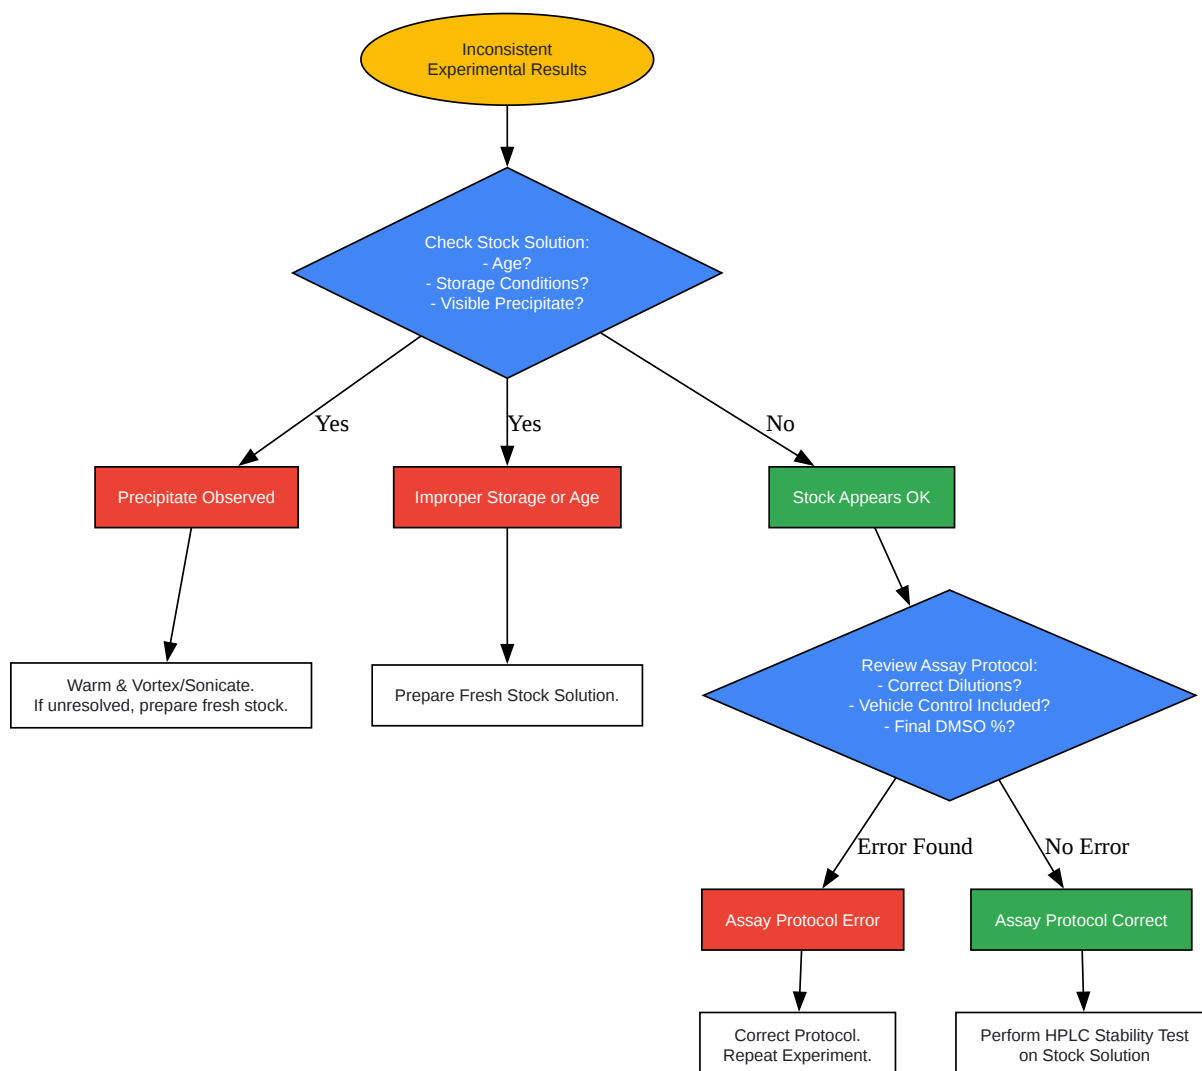 Inconsistent
Experimental Results
Check Stock Solution:
- Age?
- Storage Conditions?
- Visible Precipitate?
Yes
Yes
No
Precipitate Observed
Improper Storage or Age
Stock Appears OK
Warm & Vortex/Sonicate.
If unresolved, prepare fresh stock.
Prepare Fresh Stock Solution.
Review Assay Protocol:
- Correct Dilutions?
- Vehicle Control Included?
- Final DMSO %?
Error Found
No Error
Assay Protocol Error
Assay Protocol Correct
Correct Protocol.
Repeat Experiment.
Perform HPLC Stability Test
on Stock Solution